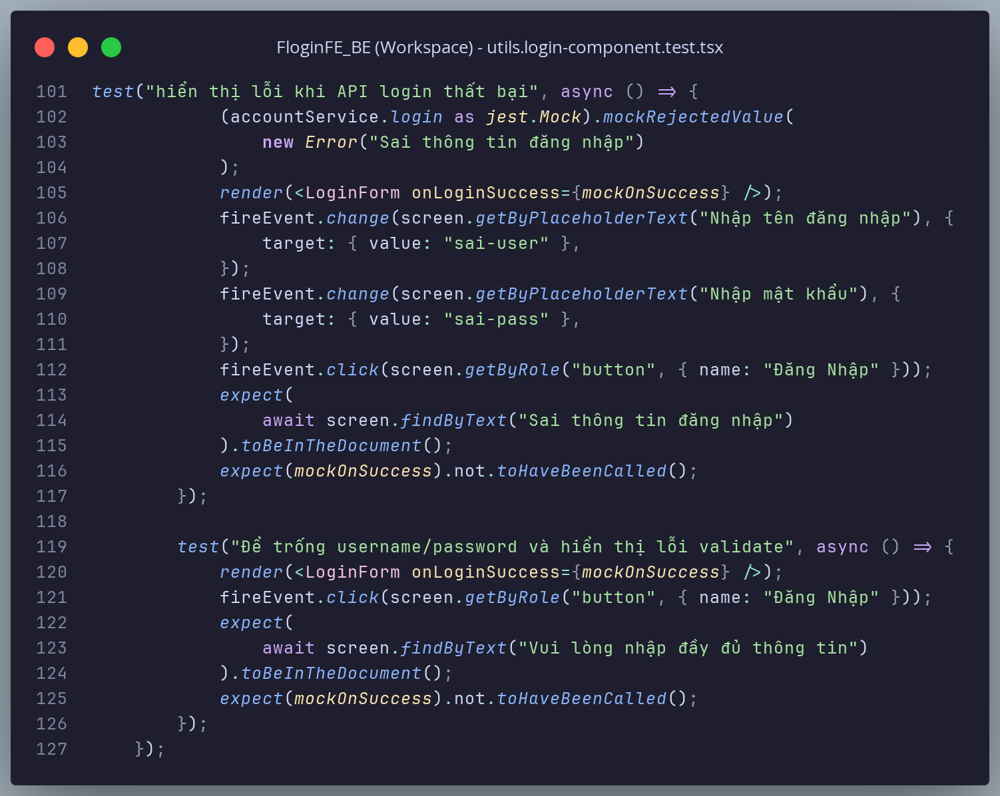 FloginFE_BE (Workspace) - utils.login-component.test.tsx
101 test("hiển thị lỗi khi API login thất bại", async () => {
102             (accountService.login as jest.Mock).mockRejectedValue(
103                 new Error("Sai thông tin đăng nhập")
104             );
105             render(<LoginForm onLoginSuccess={mockOnSuccess} />);
106             fireEvent.change(screen.getByPlaceholderText("Nhập tên đăng nhập"), {
107                 target: { value: "sai-user" },
108             });
109             fireEvent.change(screen.getByPlaceholderText("Nhập mật khẩu"), {
110                 target: { value: "sai-pass" },
111             });
112             fireEvent.click(screen.getByRole("button", { name: "Đăng Nhập" }));
113             expect(
114                 await screen.findByText("Sai thông tin đăng nhập")
115             ).toBeInTheDocument();
116             expect(mockOnSuccess).not.toHaveBeenCalled();
117         });
118
119         test("Để trống username/password và hiển thị lỗi validate", async () => {
120             render(<LoginForm onLoginSuccess={mockOnSuccess} />);
121             fireEvent.click(screen.getByRole("button", { name: "Đăng Nhập" }));
122             expect(
123                 await screen.findByText("Vui lòng nhập đầy đủ thông tin")
124             ).toBeInTheDocument();
125             expect(mockOnSuccess).not.toHaveBeenCalled();
126         });
127     });